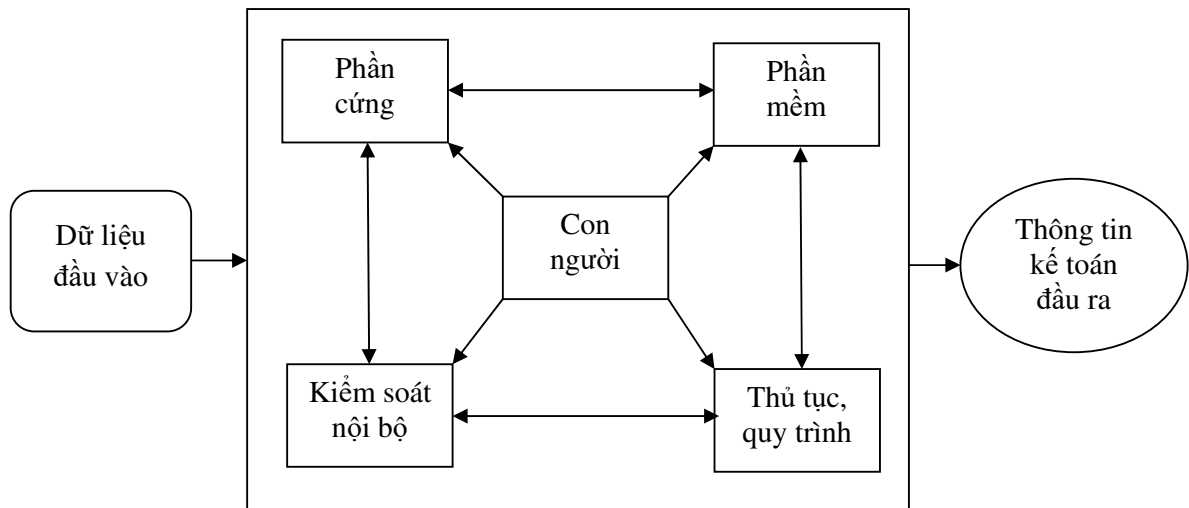 Phần
cứng
Phần
mềm
Dữ liệu
đầu vào
Con
người
Thông tin
kế toán
đầu ra
Kiểm soát
nội bộ
Thủ tục,
quy trình